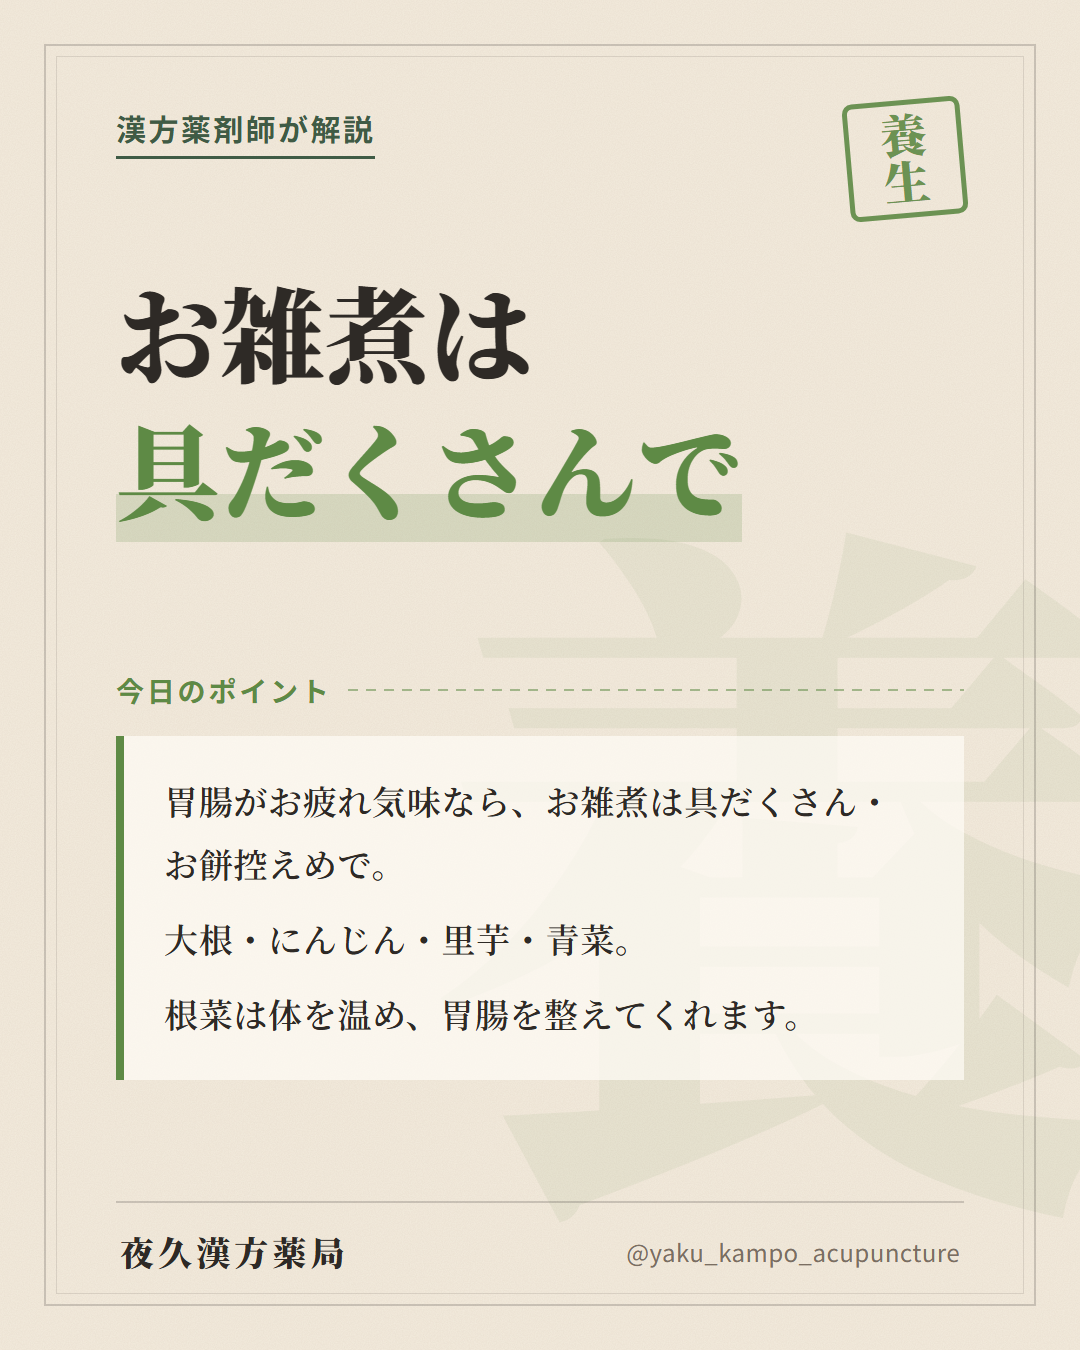 漢方薬剤師が解説
養生
お雑煮は
具だくさんで
今日のポイント
胃腸がお疲れ気味なら、お雑煮は具だくさん・
お餅控えめで。
大根・にんじん・里芋・青菜。
根菜は体を温め、胃腸を整えてくれます。
養
夜久漢方薬局
@yaku_kampo_acupuncture